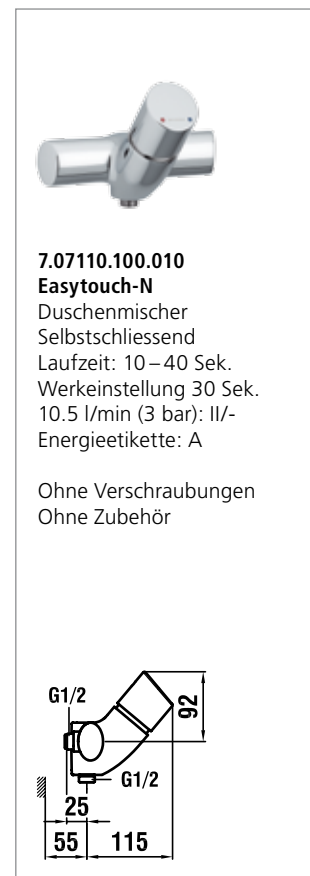 7.07110.100.010
Easytouch-N
Duschenmischer
Selbstschliessend
Laufzeit: 10–40 Sek.
Werkeinstellung 30 Sek.
10.5 l/min (3 bar): II/-
Energieetikette: A
Ohne Verschraubungen
Ohne Zubehör
G1/2
92
G1/2
25
55
115